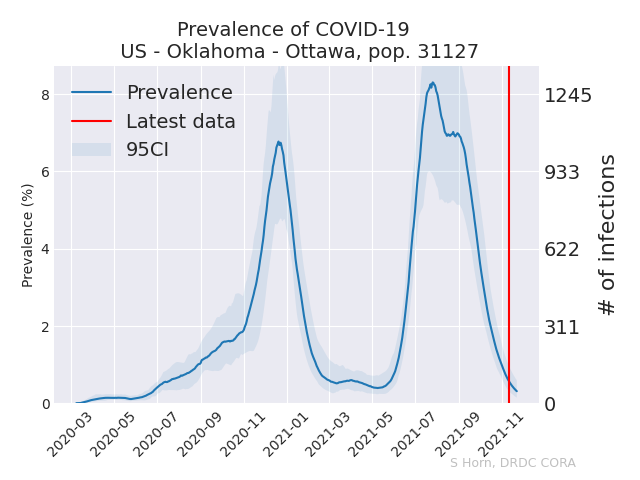 Prevalence of COVID-19
US - Oklahoma - Ottawa, pop. 31127
Prevalence
Latest data
95CI
Prevalence (%)
8
6
4
2
0
1245
933
622
311
0
# of infections
2020-03
2020-05
2020-07
2020-09
2020-11
2021-01
2021-03
2021-05
2021-07
2021-09
2021-11
S Horn, DRDC CORA